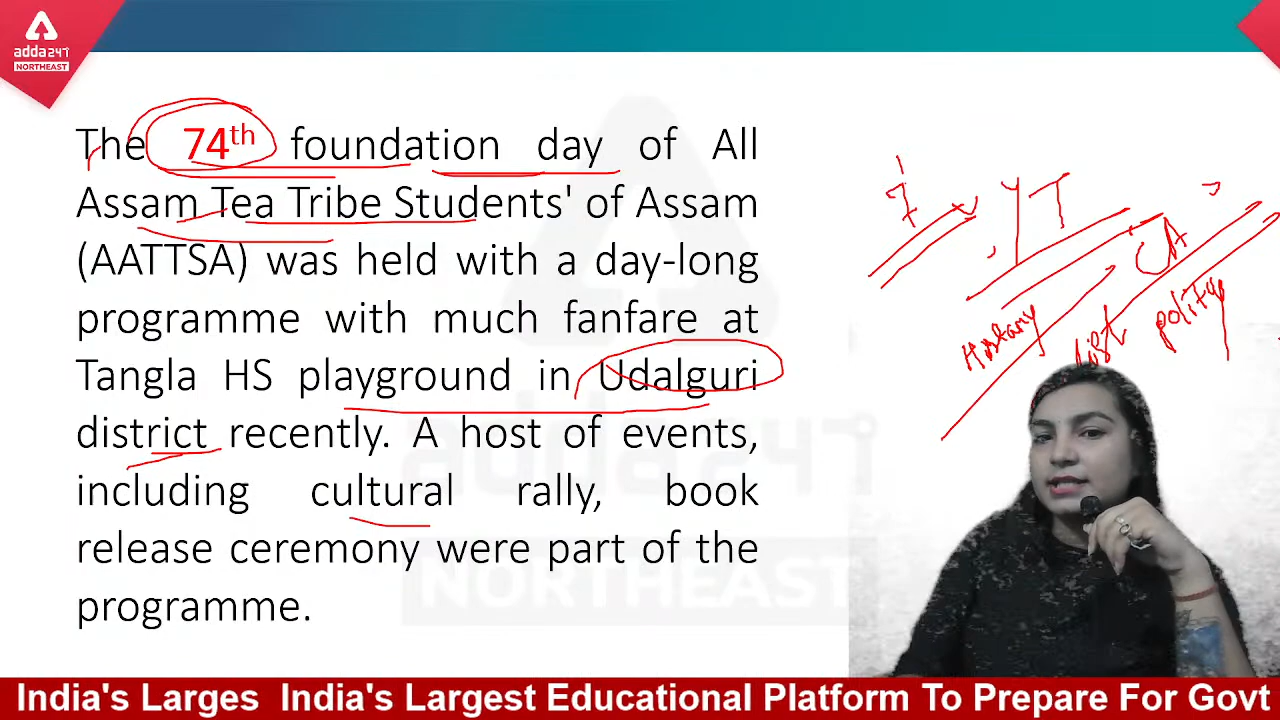 adda247
NORTHEAST
The 74th foundation day of All
Assam Tea Tribe Students' of Assam
(AATTSA) was held with a day-long
programme with much fanfare at
Tangla HS playground in Udalguri
district recently. A host of events,
including cultural rally, book
release ceremony were part of the
programme.
YT
CA
History
polity
adda247
NORTHEAST
India's Larges India's Largest Educational Platform To Prepare For Govt